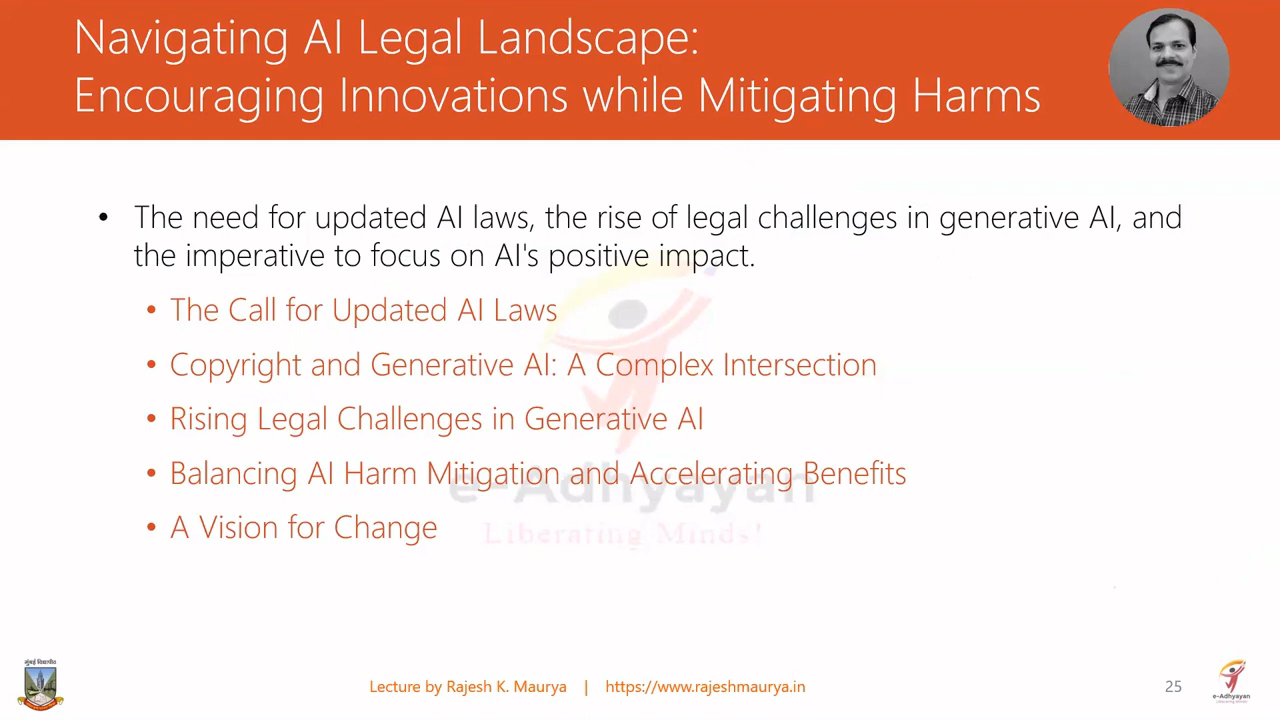 Navigating AI Legal Landscape:
Encouraging Innovations while Mitigating Harms
• The need for updated AI laws, the rise of legal challenges in generative AI, and
the imperative to focus on AI's positive impact.
• The Call for Updated AI Laws
• Copyright and Generative AI: A Complex Intersection
• Rising Legal Challenges in Generative AI
• Balancing AI Harm Mitigation and Accelerating Benefits
e-Adhyayan
• A Vision for Change
Liberating Minds!
Lecture by Rajesh K. Maurya | https://www.rajeshmaurya.in
25
e-Adhyayan
Liberating Minds!